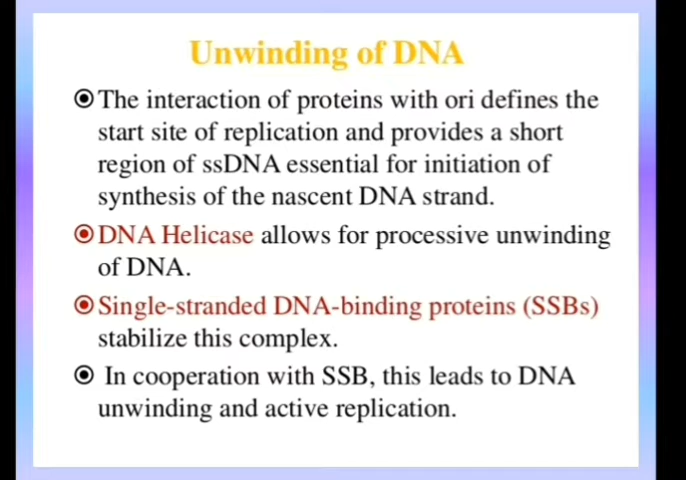 Unwinding of DNA
The interaction of proteins with ori defines the
start site of replication and provides a short
region of ssDNA essential for initiation of
synthesis of the nascent DNA strand.
DNA Helicase allows for processive unwinding
of DNA.
Single-stranded DNA-binding proteins (SSBs)
stabilize this complex.
In cooperation with SSB, this leads to DNA
unwinding and active replication.